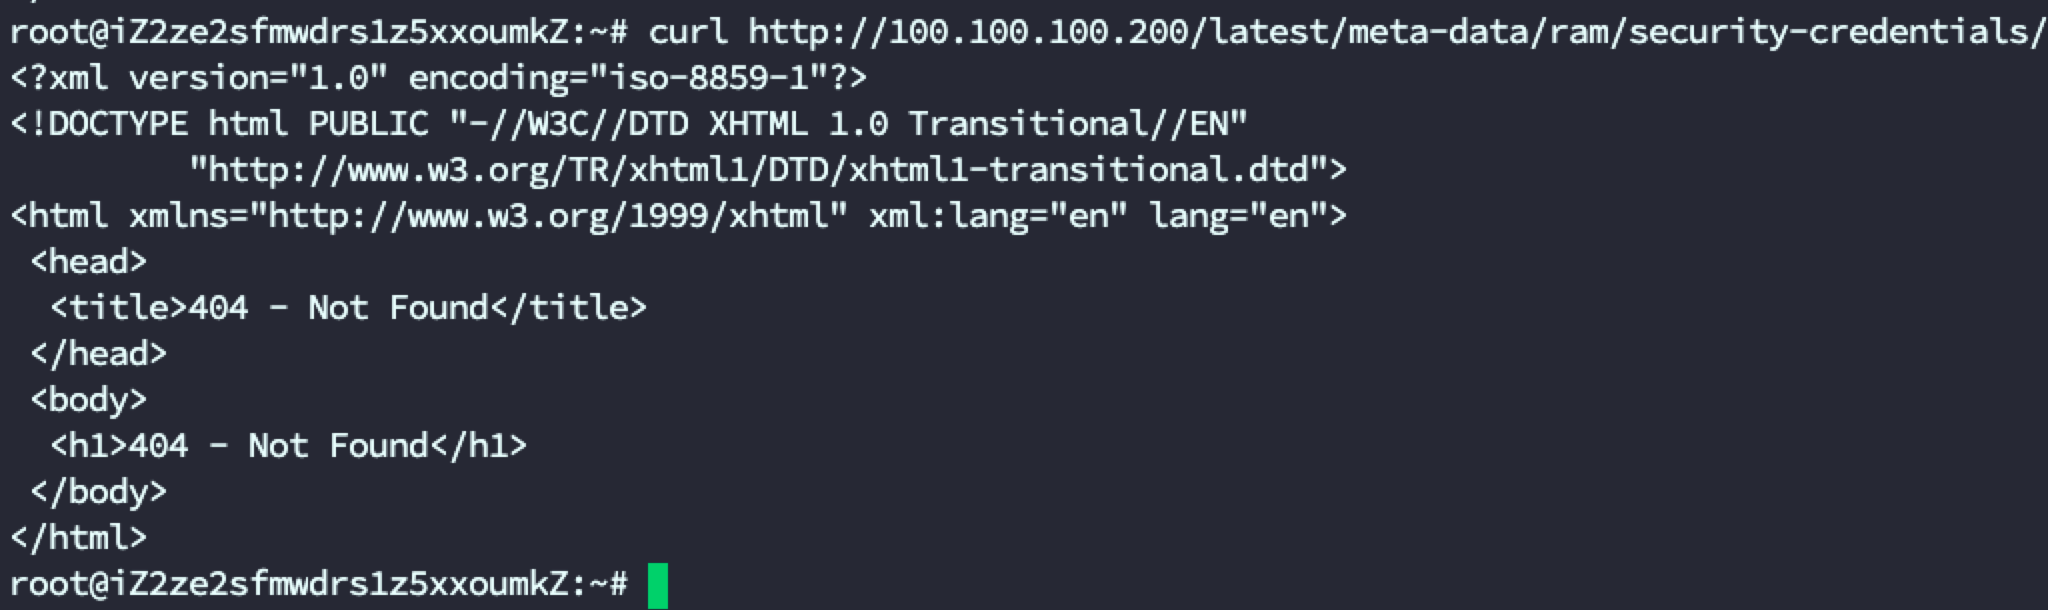 root@iZ2ze2sfmwdrs1z5xxoumkZ:~# curl http://100.100.100.200/latest/meta-data/ram/security-credentials/
<?xml version="1.0" encoding="iso-8859-1"?>
<!DOCTYPE html PUBLIC "-//W3C//DTD XHTML 1.0 Transitional//EN"
         "http://www.w3.org/TR/xhtml1/DTD/xhtml1-transitional.dtd">
<html xmlns="http://www.w3.org/1999/xhtml" xml:lang="en" lang="en">
 <head>
  <title>404 - Not Found</title>
 </head>
 <body>
  <h1>404 - Not Found</h1>
 </body>
</html>
root@iZ2ze2sfmwdrs1z5xxoumkZ:~#